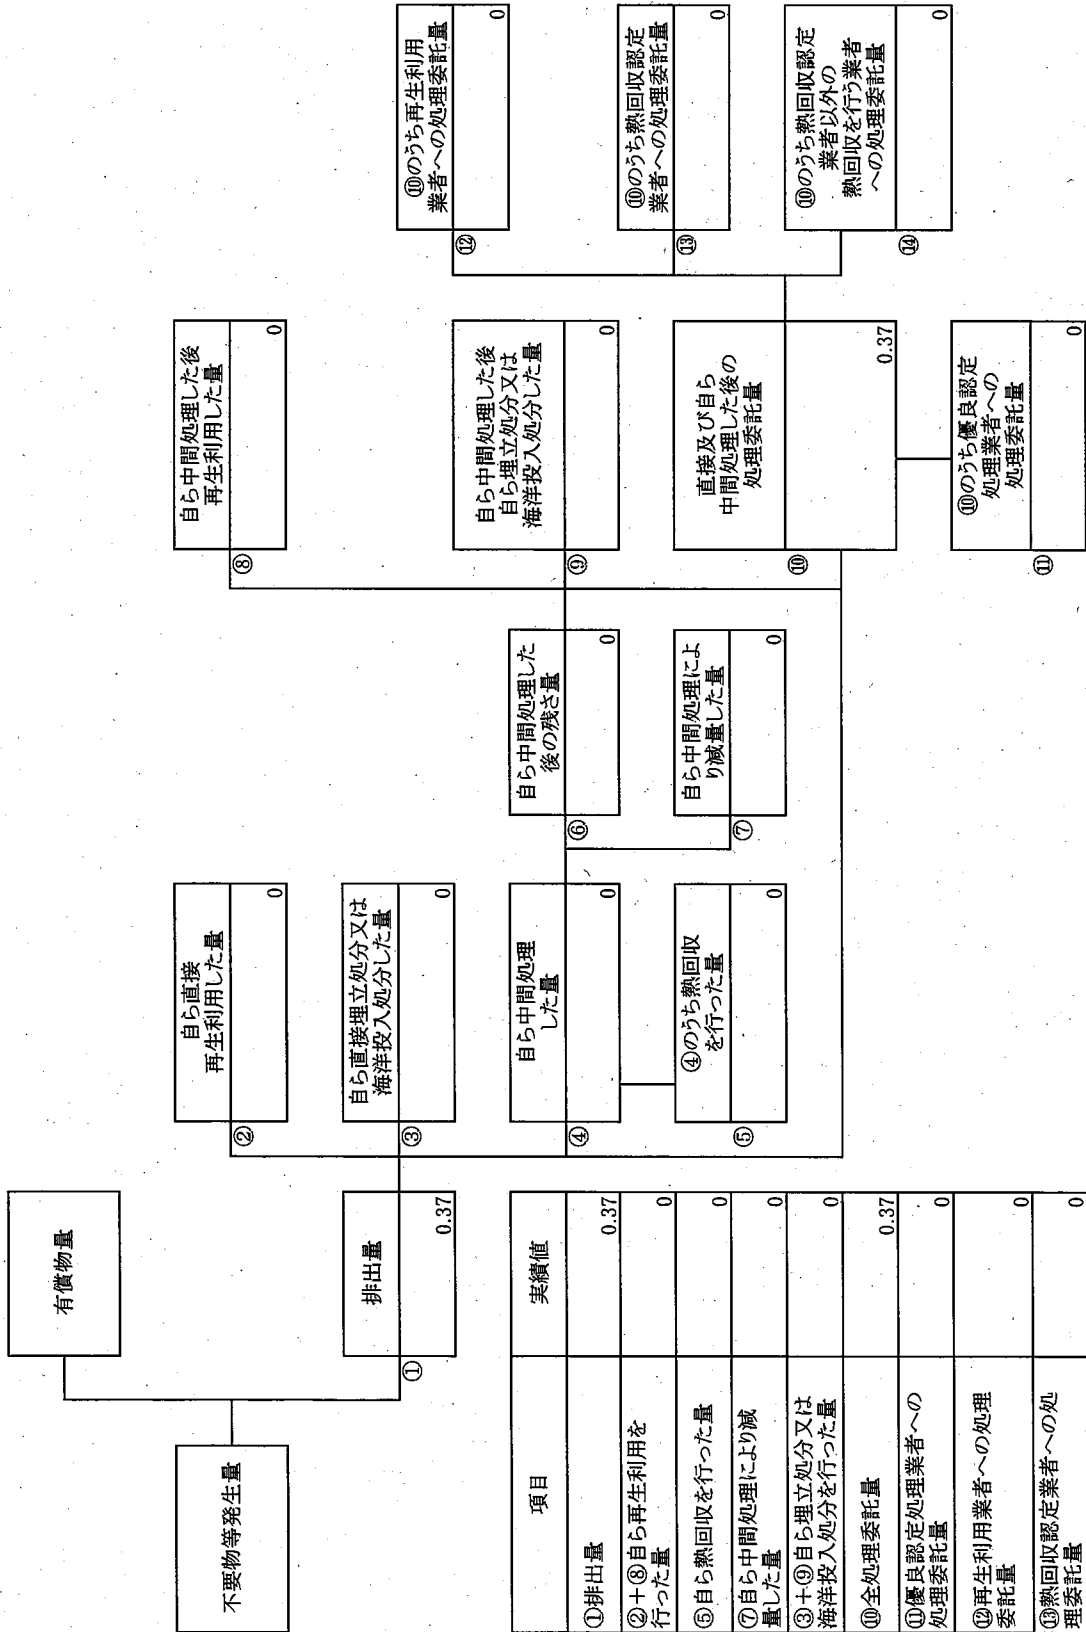 不要物等発生量
有償物量
排出量
①
0.37
自ら直接
再生利用した量
②
0
自ら直接埋立処分又は
海洋投入処分した量
③
0
自ら中間処理
した量
④
0
④のうち熱回収
を行った量
⑤
0
自ら中間処理した
後の残さ量
⑥
0
自ら中間処理によ
り減量した量
⑦
0
自ら中間処理した後
再生利用した量
⑧
0
自ら中間処理した後
自ら埋立処分又は
海洋投入処分した量
⑨
0
直接及び自ら
中間処理した後の
処理委託量
⑩
0.37
⑩のうち優良認定
処理業者への
処理委託量
⑪
0
⑩のうち再生利用
業者への処理委託量
⑫
0
⑩のうち熱回収認定
業者への処理委託量
⑬
0
⑩のうち熱回収認定
業者以外の
熱回収を行う業者
への処理委託量
⑭
0
項目 実績値
①排出量 0.37
②+⑧自ら再生利用を
行った量 0
⑤自ら熱回収を行った量 0
⑦自ら中間処理により減
量した量 0
③+⑨自ら埋立処分又は
海洋投入処分を行った量 0
⑩全処理委託量 0.37
⑪優良認定処理業者への
処理委託量 0
⑫再生利用業者への処理
委託量 0
⑬熱回収認定業者への処
理委託量 0